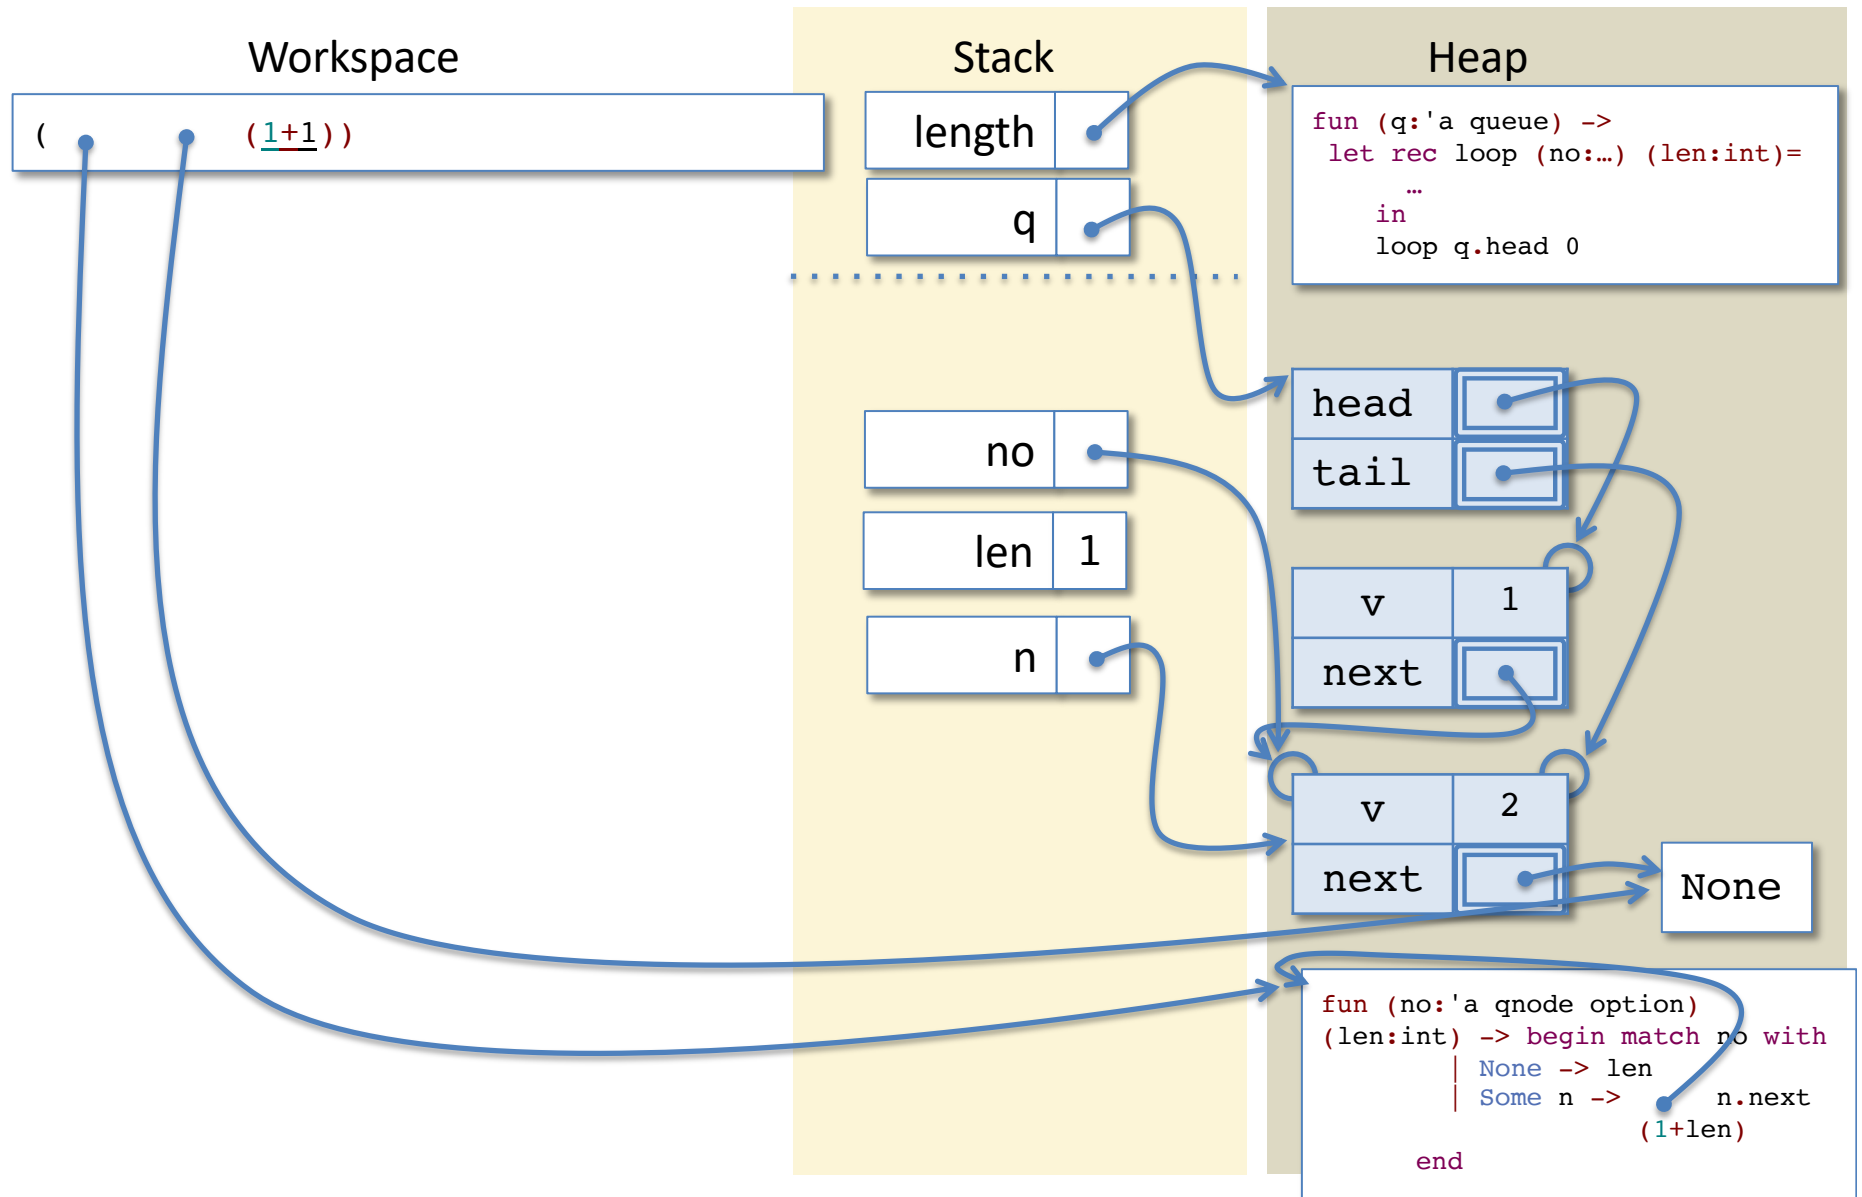 Workspace
( (1+1))
Stack
length
q
no
len 1
n
Heap
fun (q:'a queue) ->
let rec loop (no:…) (len:int)=
…
in
loop q.head 0
head
tail
v 1
next
v 2
next
None
fun (no:'a qnode option)
(len:int) -> begin match no with
| None -> len
| Some n -> n.next
(1+len)
end